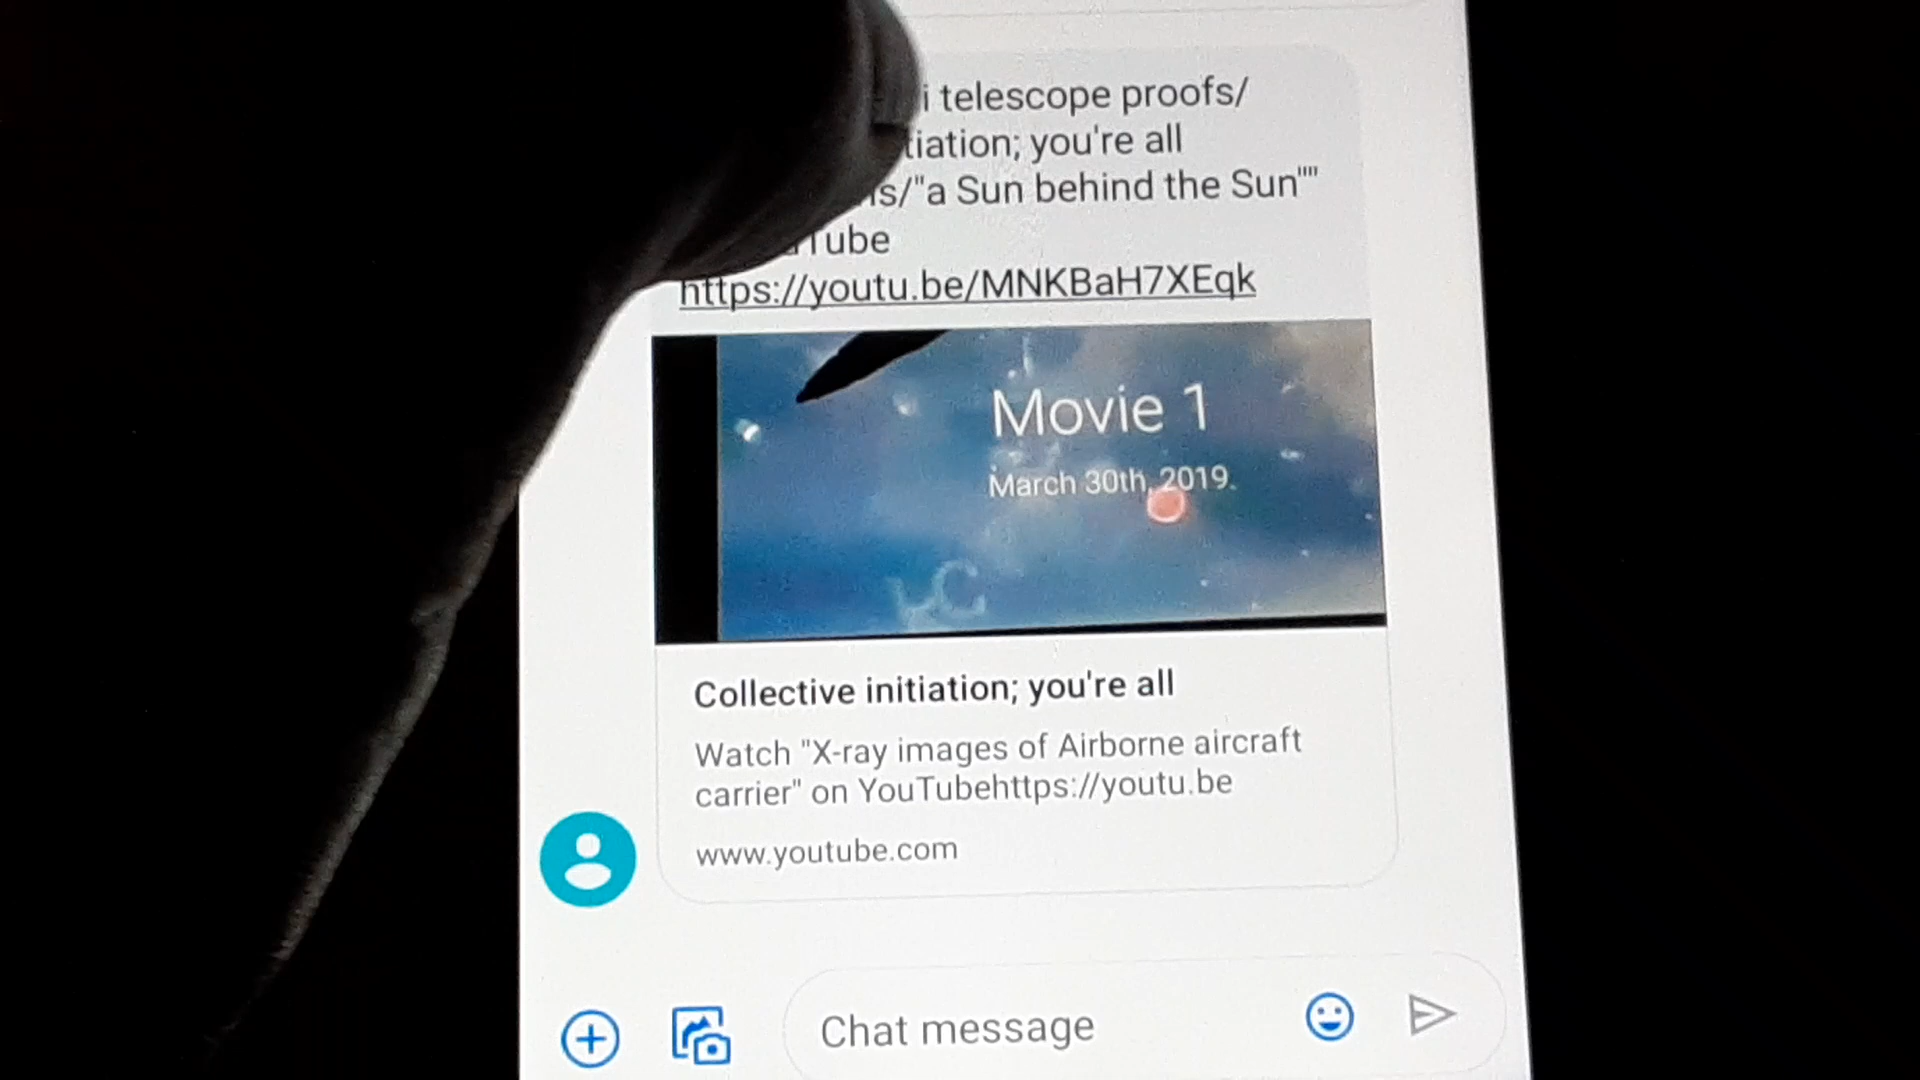 i telescope proofs/
tiation; you're all
s/"a Sun behind the Sun""
Tube
https://youtu.be/MNKBaH7XEqk
Movie 1
March 30th, 2019.
Collective initiation; you're all
Watch "X-ray images of Airborne aircraft
carrier" on YouTubehttps://youtu.be
www.youtube.com
Chat message